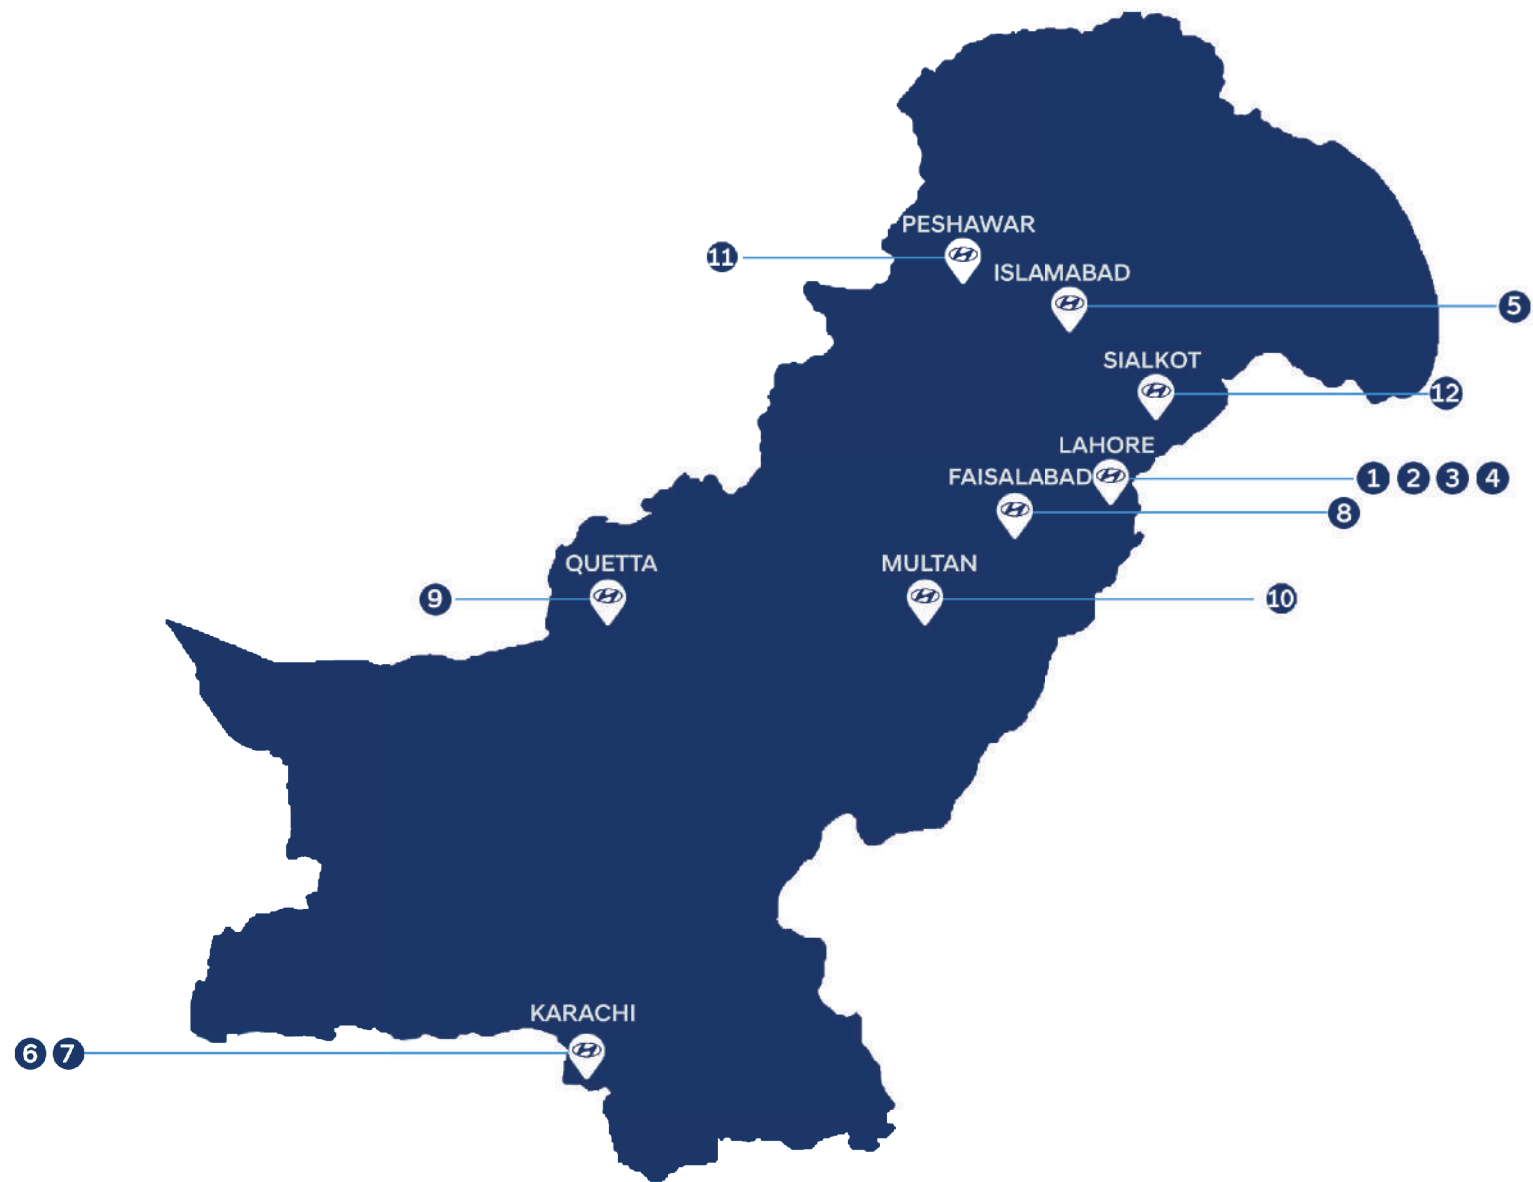 PESHAWAR
11
ISLAMABAD
5
SIALKOT
12
LAHORE
1 2 3 4
FAISALABAD
8
QUETTA
9
MULTAN
10
KARACHI
6 7